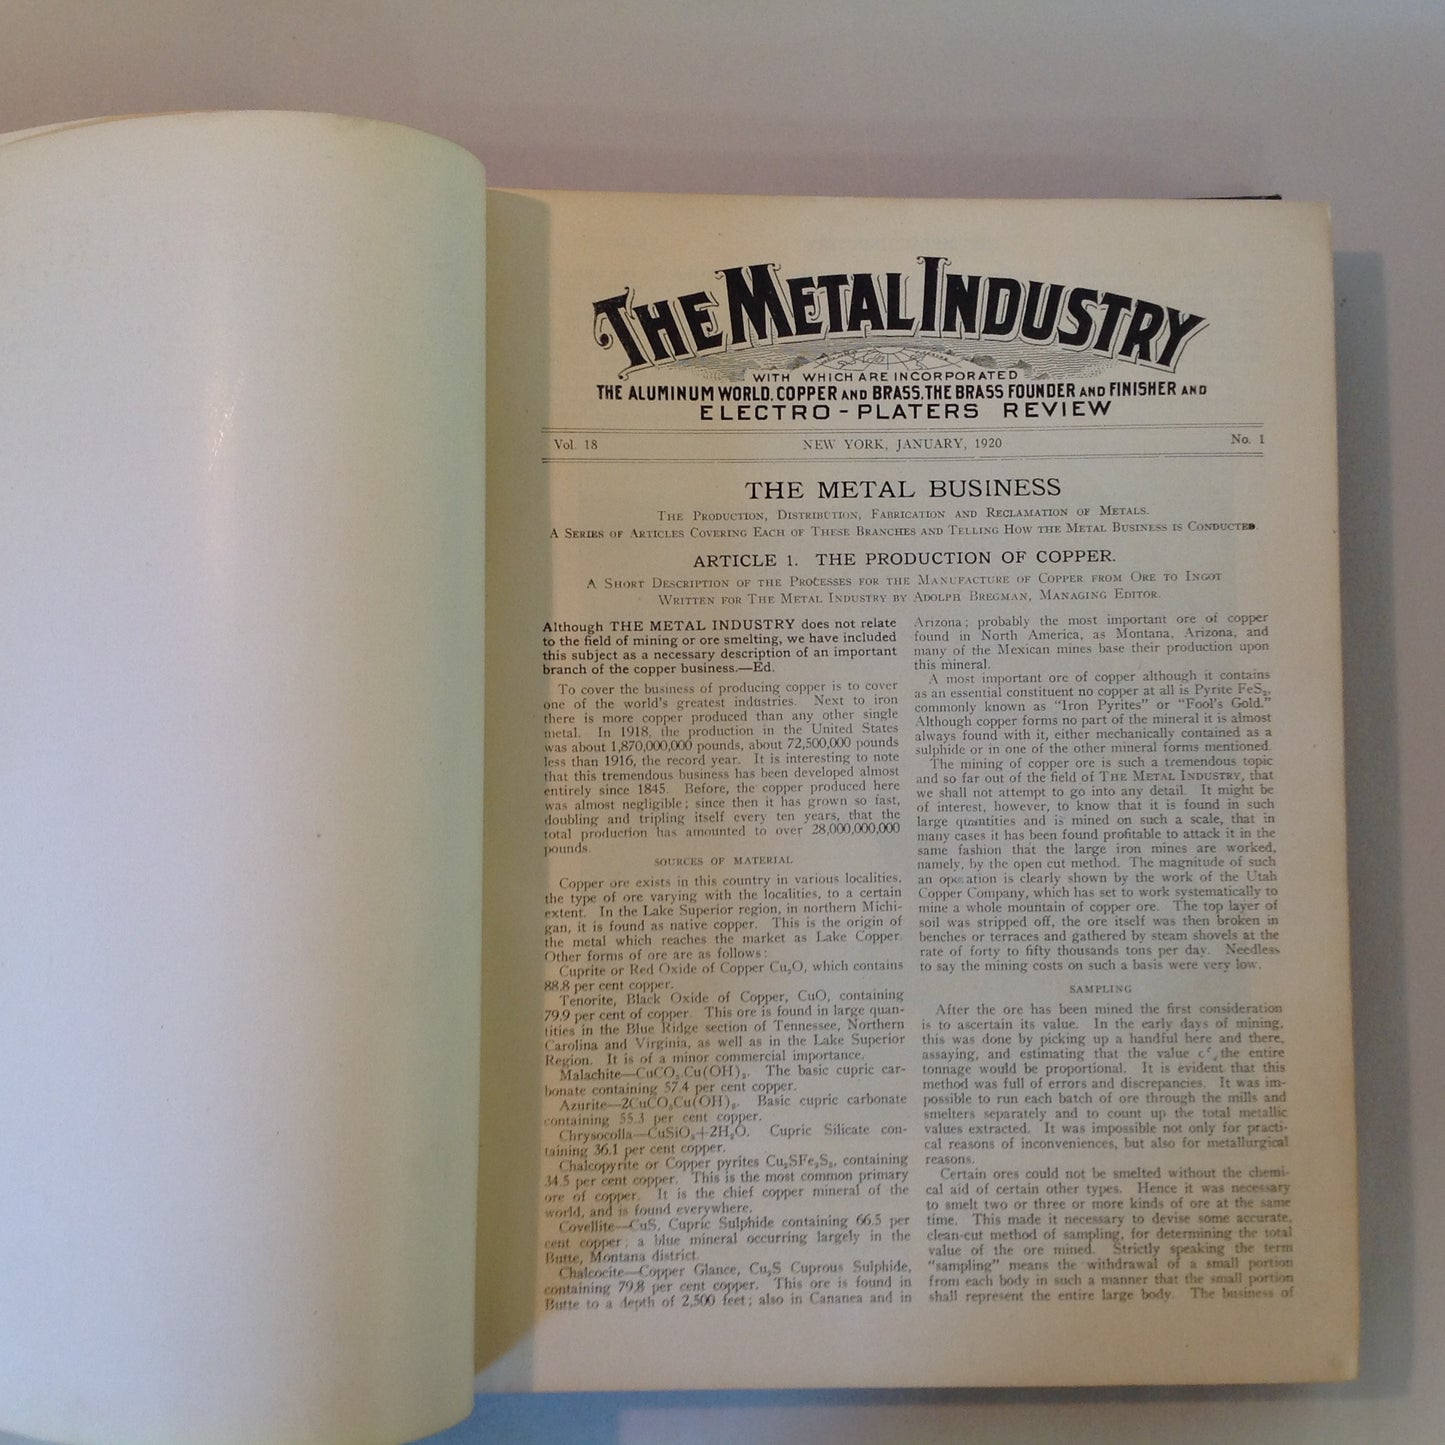 THE METAL INDUSTRY
WITH WHICH ARE INCORPORATED
THE ALUMINUM WORLD, COPPER AND BRASS, THE BRASS FOUNDER AND FINISHER AND
ELECTRO-PLATERS REVIEW
Vol. 18 NEW YORK, JANUARY, 1920 No. 1
THE METAL BUSINESS
THE PRODUCTION, DISTRIBUTION, FABRICATION AND RECLAMATION OF METALS.
A SERIES OF ARTICLES COVERING EACH OF THESE BRANCHES AND TELLING HOW THE METAL BUSINESS IS CONDUCTED.
ARTICLE 1. THE PRODUCTION OF COPPER.
A SHORT DESCRIPTION OF THE PROCESSES FOR THE MANUFACTURE OF COPPER FROM ORE TO INGOT
WRITTEN FOR THE METAL INDUSTRY BY ADOLPH BREGMAN, MANAGING EDITOR.
Although THE METAL INDUSTRY does not relate
to the field of mining or ore smelting, we have included
this subject as a necessary description of an important
branch of the copper business.—Ed.
To cover the business of producing copper is to cover
one of the world's greatest industries. Next to iron
there is more copper produced than any other single
metal. In 1918, the production in the United States
was about 1,870,000,000 pounds, about 72,500,000 pounds
less than 1916, the record year. It is interesting to note
that this tremendous business has been developed almost
entirely since 1845. Before, the copper produced here
was almost negligible; since then it has grown so fast,
doubling and tripling itself every ten years, that the
total production has amounted to over 28,000,000,000
pounds.
SOURCES OF MATERIAL
Copper ore exists in this country in various localities,
the type of ore varying with the localities, to a certain
extent. In the Lake Superior region, in northern Michi-
gan, it is found as native copper. This is the origin of
the metal which reaches the market as Lake Copper.
Other forms of ore are as follows:
Cuprite or Red Oxide of Copper Cu₂O, which contains
88.8 per cent copper.
Tenorite, Black Oxide of Copper, CuO, containing
79.9 per cent of copper. This ore is found in large quan-
tities in the Blue Ridge section of Tennessee, Northern
Carolina and Virginia, as well as in the Lake Superior
Region. It is of a minor commercial importance.
Malachite—CuCO₃Cu(OH)₂. The basic cupric car-
bonate containing 57.4 per cent copper.
Azurite—2CuCO₃Cu(OH)₂. Basic cupric carbonate
containing 55.3 per cent copper.
Chrysocolla—CuSiO₃+2H₂O. Cupric Silicate con-
taining 36.1 per cent copper.
Chalcopyrite or Copper pyrites Cu₂SFe₂S₃, containing
34.5 per cent copper. This is the most common primary
ore of copper. It is the chief copper mineral of the
world, and is found everywhere.
Covellite—CuS, Cupric Sulphide containing 66.5 per
cent copper; a blue mineral occurring largely in the
Butte, Montana district.
Chalcocite—Copper Glance, Cu₂S Cuprous Sulphide,
containing 79.8 per cent copper. This ore is found in
Butte to a depth of 2,500 feet; also in Cananea and in
Arizona; probably the most important ore of copper
found in North America, as Montana, Arizona, and
many of the Mexican mines base their production upon
this mineral.
A most important ore of copper although it contains
as an essential constituent no copper at all is Pyrite FeS₂,
commonly known as "Iron Pyrites" or "Fool's Gold."
Although copper forms no part of the mineral it is almost
always found with it, either mechanically contained as a
sulphide or in one of the other mineral forms mentioned.
The mining of copper ore is such a tremendous topic
and so far out of the field of THE METAL INDUSTRY, that
we shall not attempt to go into any detail. It might be
of interest, however, to know that it is found in such
large quantities and is mined on such a scale, that in
many cases it has been found profitable to attack it in the
same fashion that the large iron mines are worked,
namely, by the open cut method. The magnitude of such
an operation is clearly shown by the work of the Utah
Copper Company, which has set to work systematically to
mine a whole mountain of copper ore. The top layer of
soil was stripped off, the ore itself was then broken in
benches or terraces and gathered by steam shovels at the
rate of forty to fifty thousands tons per day. Needless
to say the mining costs on such a basis were very low.
SAMPLING
After the ore has been mined the first consideration
is to ascertain its value. In the early days of mining,
this was done by picking up a handful here and there,
assaying, and estimating that the value of the entire
tonnage would be proportional. It is evident that this
method was full of errors and discrepancies. It was im-
possible to run each batch of ore through the mills and
smelters separately and to count up the total metallic
values extracted. It was impossible not only for practi-
cal reasons of inconveniences, but also for metallurgical
reasons.
Certain ores could not be smelted without the chemi-
cal aid of certain other types. Hence it was necessary
to smelt two or three or more kinds of ore at the same
time. This made it necessary to devise some accurate,
clean-cut method of sampling, for determining the total
value of the ore mined. Strictly speaking the term
"sampling" means the withdrawal of a small portion
from each body in such a manner that the small portion
shall represent the entire large body. The business of